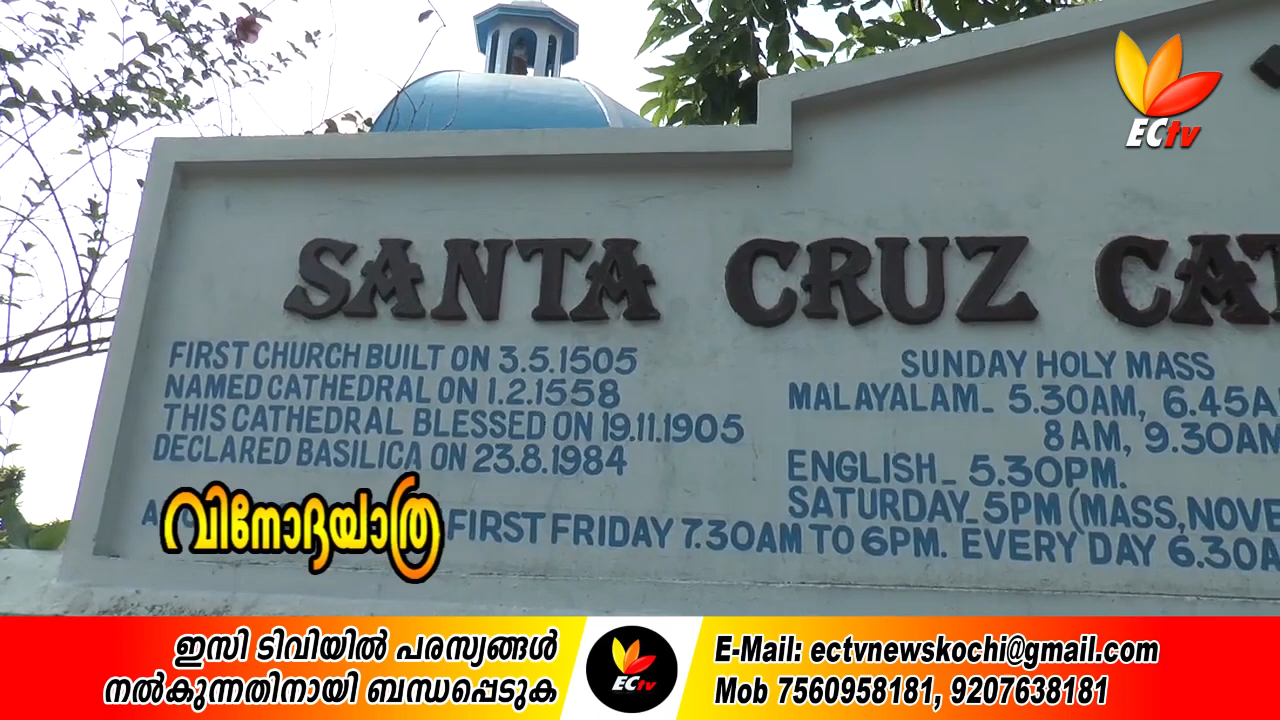 ECtv
SANTA CRUZ
FIRST CHURCH BUILT ON 3.5.1505
NAMED CATHEDRAL ON 1.2.1558
THIS CATHEDRAL BLESSED ON 19.11.1905
DECLARED BASILICA ON 23.8.1984
SUNDAY HOLY MASS
MALAYALAM_ 5.30AM, 6.45A
8 AM, 9.30AM
ENGLISH_ 5.30PM.
SATURDAY_5PM (MASS, NOVE
FIRST FRIDAY 7.30AM TO 6PM. EVERY DAY 6.30A
വിനോദയാത്ര
ഇസി ടിവിയിൽ പരസ്യങ്ങൾ
നൽകുന്നതിനായി ബന്ധപ്പെടുക
ECtv
E-Mail: ectvnewskochi@gmail.com
Mob 7560958181, 9207638181